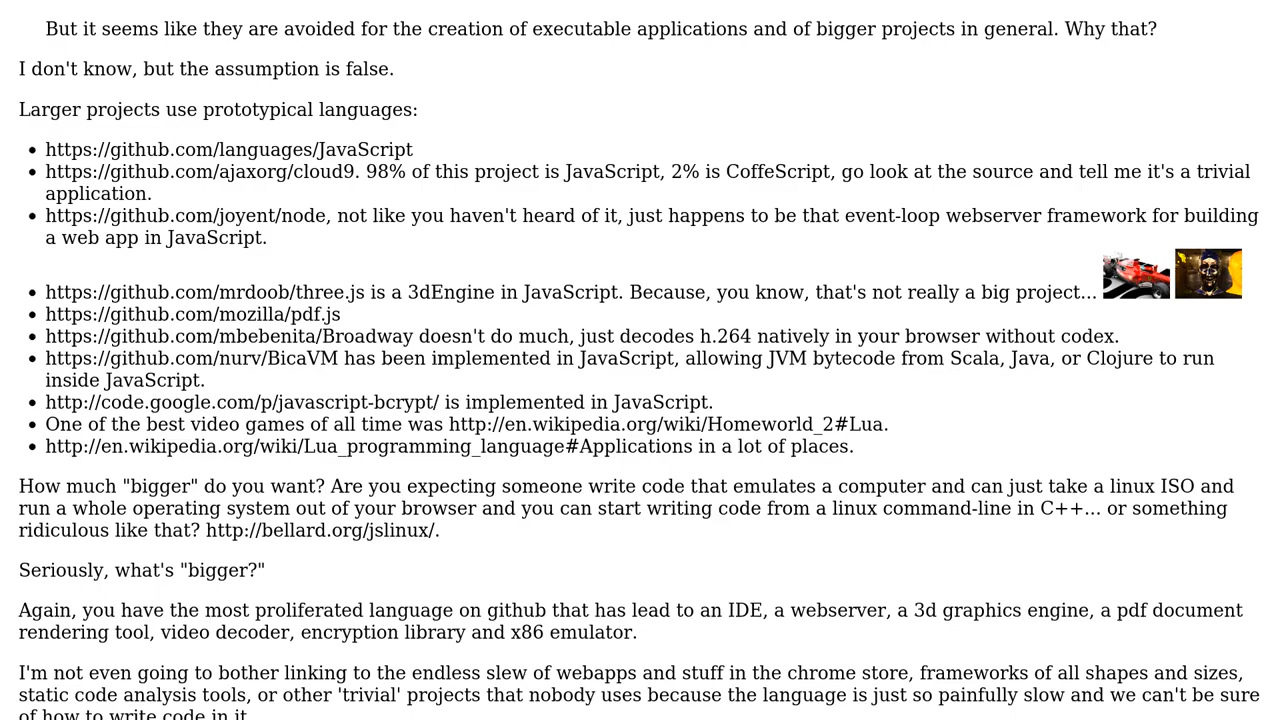 But it seems like they are avoided for the creation of executable applications and of bigger projects in general. Why that?
I don't know, but the assumption is false.
Larger projects use prototypical languages:
• https://github.com/languages/JavaScript
• https://github.com/ajaxorg/cloud9. 98% of this project is JavaScript, 2% is CoffeScript, go look at the source and tell me it's a trivial
application.
• https://github.com/joyent/node, not like you haven't heard of it, just happens to be that event-loop webserver framework for building
a web app in JavaScript.
• https://github.com/mrdoob/three.js is a 3dEngine in JavaScript. Because, you know, that's not really a big project...
• https://github.com/mozilla/pdf.js
• https://github.com/mbebenita/Broadway doesn't do much, just decodes h.264 natively in your browser without codex.
• https://github.com/nurv/BicaVM has been implemented in JavaScript, allowing JVM bytecode from Scala, Java, or Clojure to run
inside JavaScript.
• http://code.google.com/p/javascript-bcrypt/ is implemented in JavaScript.
• One of the best video games of all time was http://en.wikipedia.org/wiki/Homeworld_2#Lua.
• http://en.wikipedia.org/wiki/Lua_programming_language#Applications in a lot of places.
How much "bigger" do you want? Are you expecting someone write code that emulates a computer and can just take a linux ISO and
run a whole operating system out of your browser and you can start writing code from a linux command-line in C++... or something
ridiculous like that? http://bellard.org/jslinux/.
Seriously, what's "bigger?"
Again, you have the most proliferated language on github that has lead to an IDE, a webserver, a 3d graphics engine, a pdf document
rendering tool, video decoder, encryption library and x86 emulator.
I'm not even going to bother linking to the endless slew of webapps and stuff in the chrome store, frameworks of all shapes and sizes,
static code analysis tools, or other 'trivial' projects that nobody uses because the language is just so painfully slow and we can't be sure
of how to write code in it